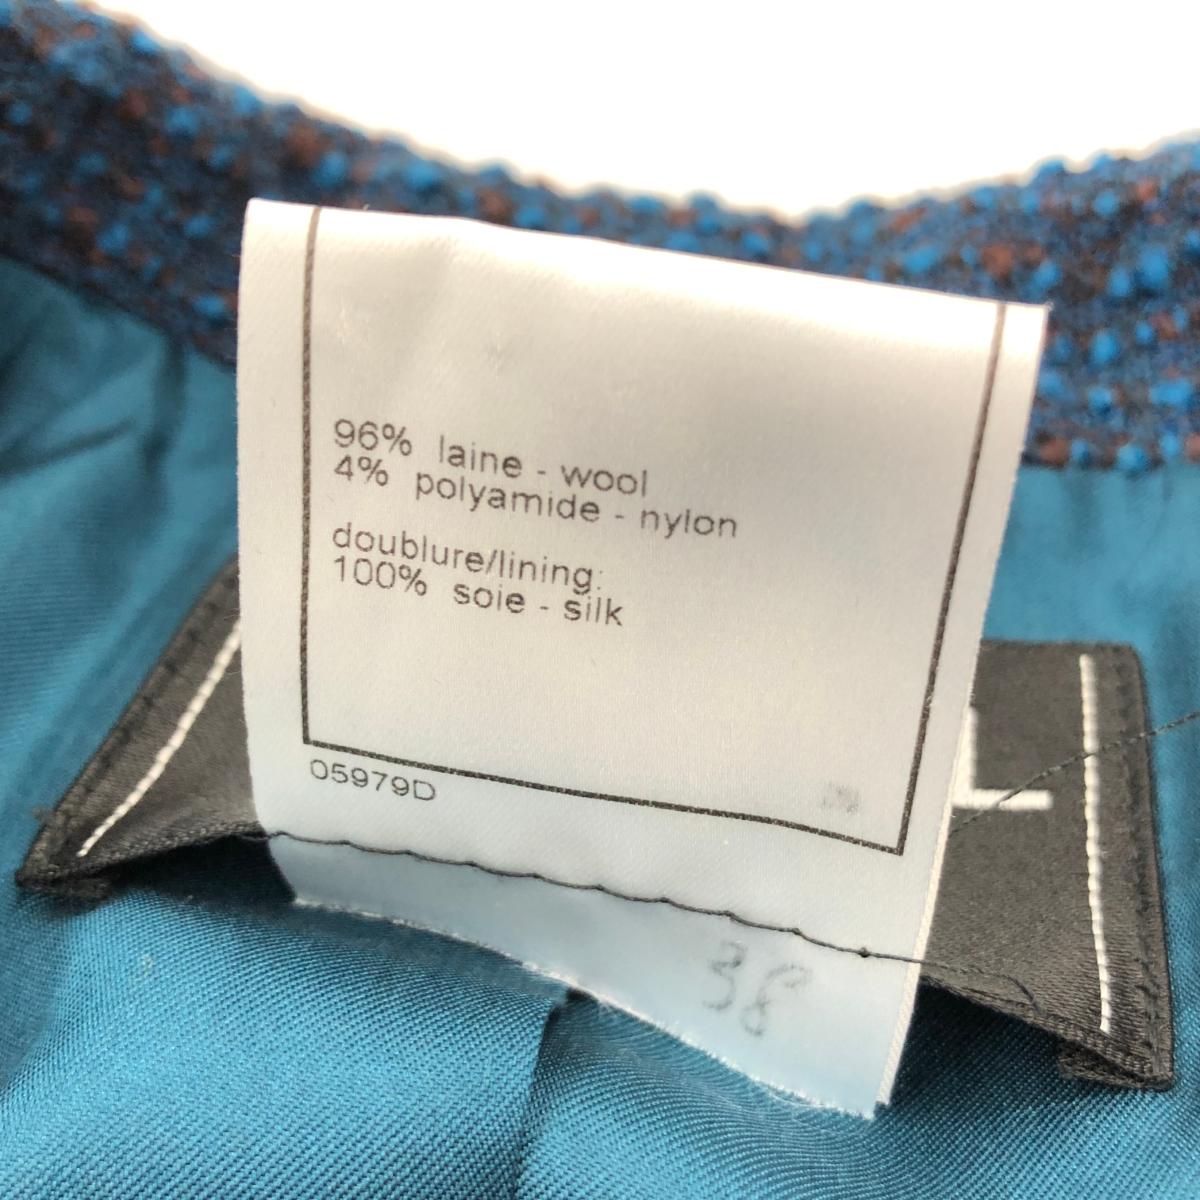 96% laine - wool
4% polyamide - nylon
doublure/lining:
100% soie - silk
05979D
38
L